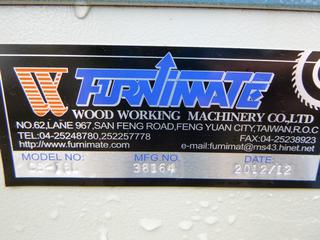 FURNIMATE
WOOD WORKING MACHINERY CO.,LTD
NO.62,LANE 967,SAN FENG ROAD,FENG YUAN CITY,TAIWAN,R.O.C
TEL:04-25248780,252257778 FAX:04-25238923
http://www.furnimate.com e-mail:furnimat@ms43.hinet.net
MODEL NO: MFG NO. DATE:
38164 2012/12